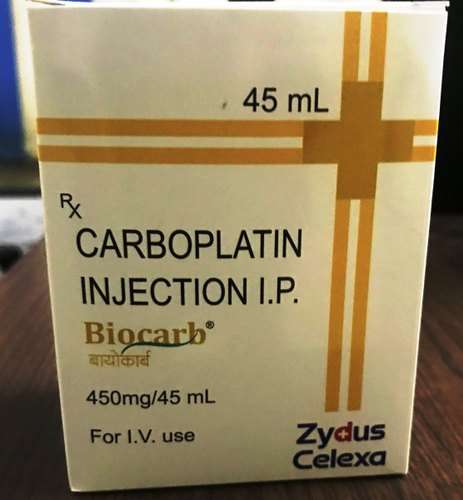 45 mL
Rx
CARBOPLATIN
INJECTION I.P.
Biocarb®
बायोकार्ब
450mg/45 mL
For I.V. use
Zydus
Celexa